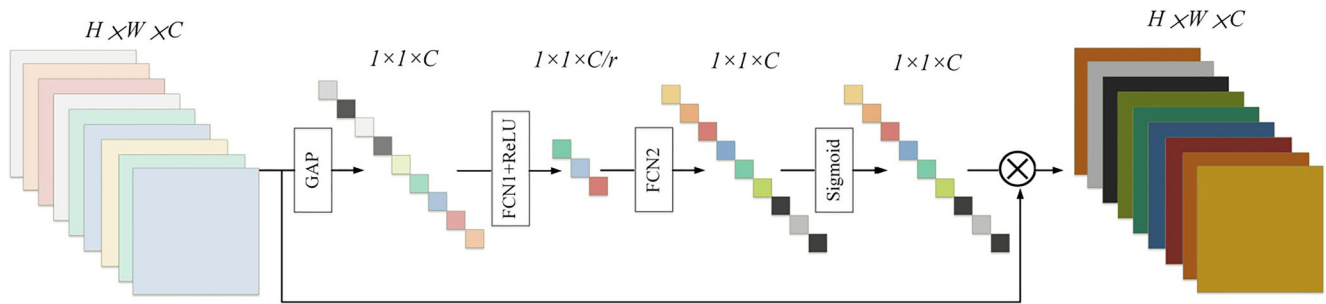 H×W×C
1×1×C
1×1×C/r
1×1×C
1×1×C
H×W×C
GAP
FCN1+ReLU
FCN2
Sigmoid